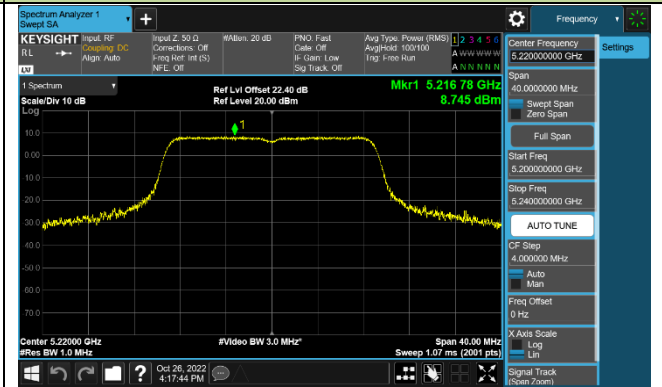 Spectrum Analyzer 1
Swept SA
+
Frequency
KEYSIGHT
RL
Input: RF
Coupling: DC
Align: Auto
Input Z: 50 Ω
Corrections: Off
Freq Ref: Int (S)
NFE: Off
#Atten: 20 dB
PNO: Fast
Gate: Off
IF Gain: Low
Sig Track: Off
Avg Type: Power (RMS)
Avg|Hold: 100/100
Trig: Free Run
1 2 3 4 5 6
A W W W W W
A N N N N N
LXI
1 Spectrum
Scale/Div 10 dB
Log
Ref Lvl Offset 22.40 dB
Ref Level 20.00 dBm
Mkr1 5.216 78 GHz
8.745 dBm
1
10.0
0.00
10.0
20.0
30.0
40.0
-50.0
60.0
70.0
Center 5.22000 GHz
#Res BW 1.0 MHz
#Video BW 3.0 MHz*
Span 40.00 MHz
Sweep 1.07 ms (2001 pts)
Center Frequency
5.220000000 GHz
Settings
Span
40.0000000 MHz
Swept Span
Zero Span
Full Span
Start Freq
5.200000000 GHz
Stop Freq
5.240000000 GHz
AUTO TUNE
CF Step
4.000000 MHz
Auto
Man
Freq Offset
0 Hz
X Axis Scale
Log
Lin
Signal Track
(Span Zoom)
?
Oct 26, 2022
4:17:44 PM